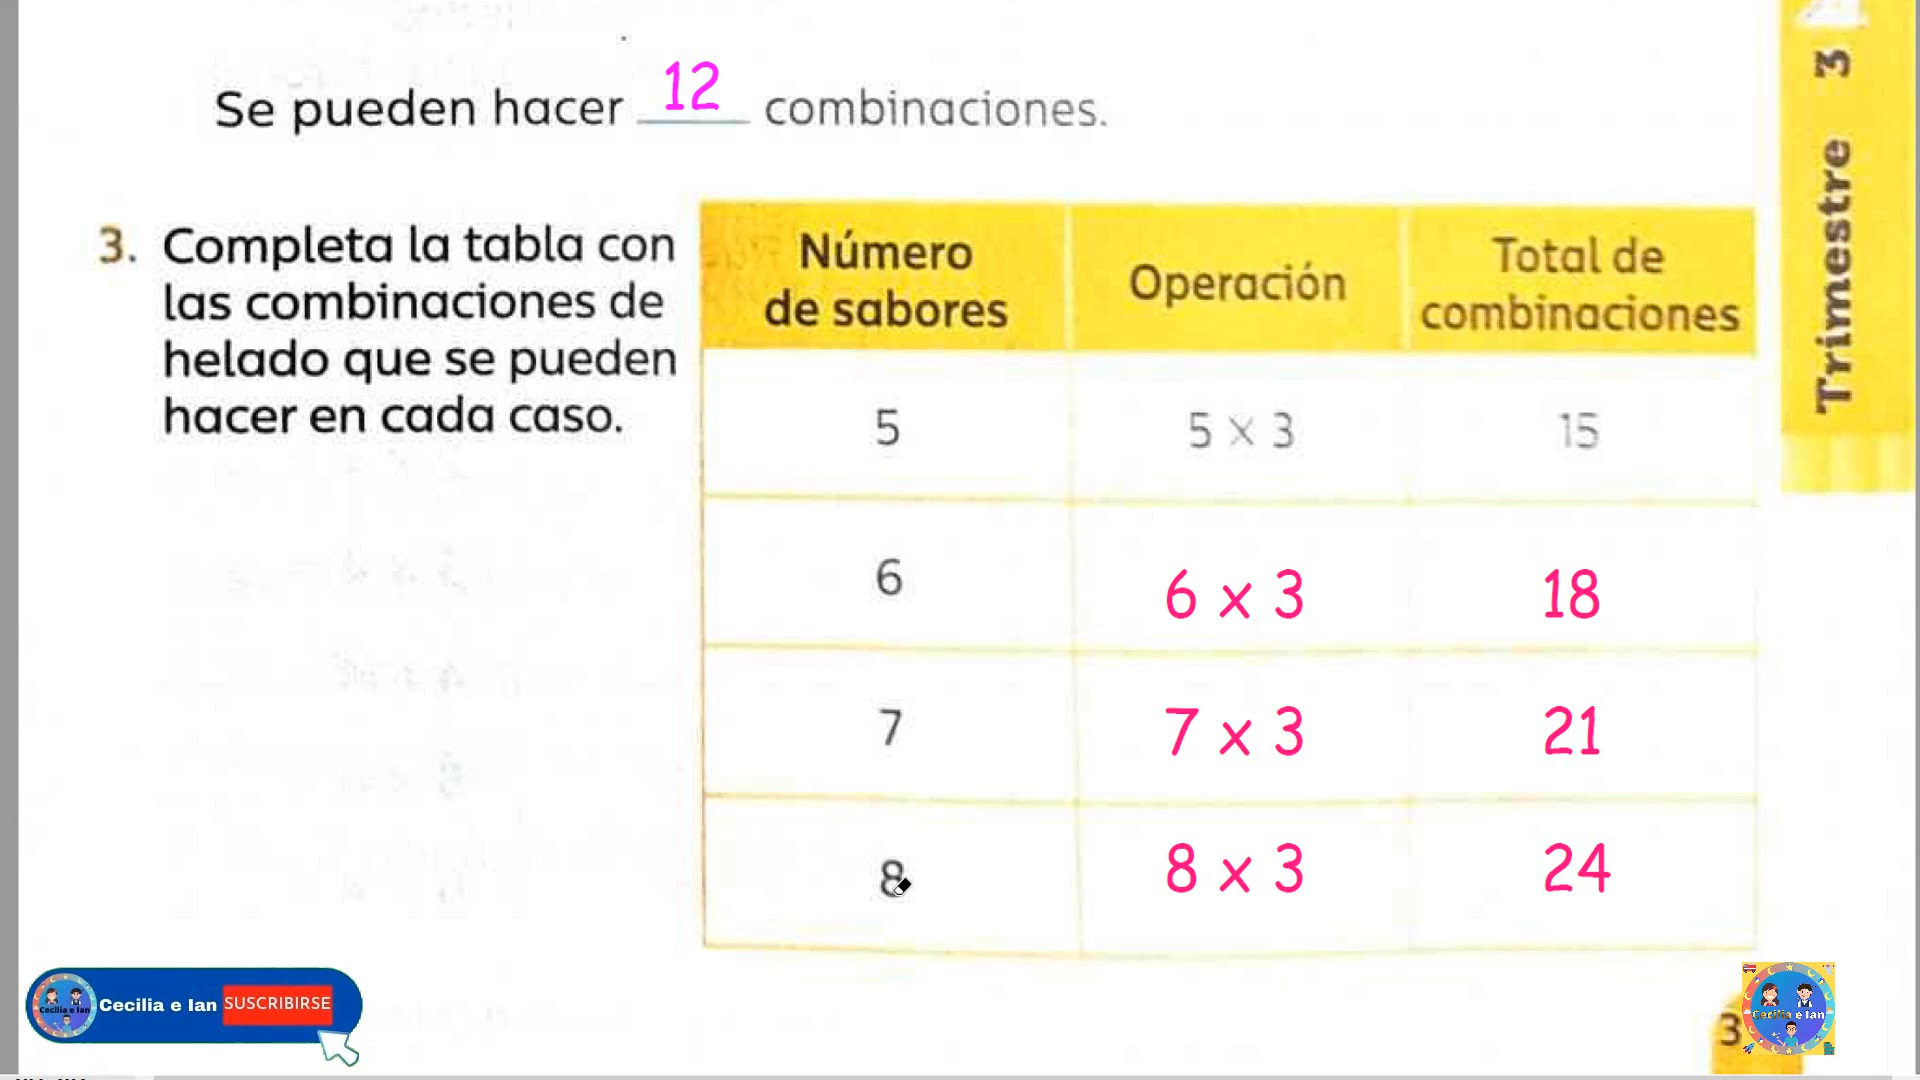 Se pueden hacer 12 combinaciones.
3. Completa la tabla con
las combinaciones de
helado que se pueden
hacer en cada caso.
Número
de sabores
Operación
Total de
combinaciones
5 5 x 3 15
6 6 x 3 18
7 7 x 3 21
8 8 x 3 24
Trimestre 3
Cecilia e Ian SUSCRIBIRSE
Cecilia e Ian
3
Cecilia e Ian